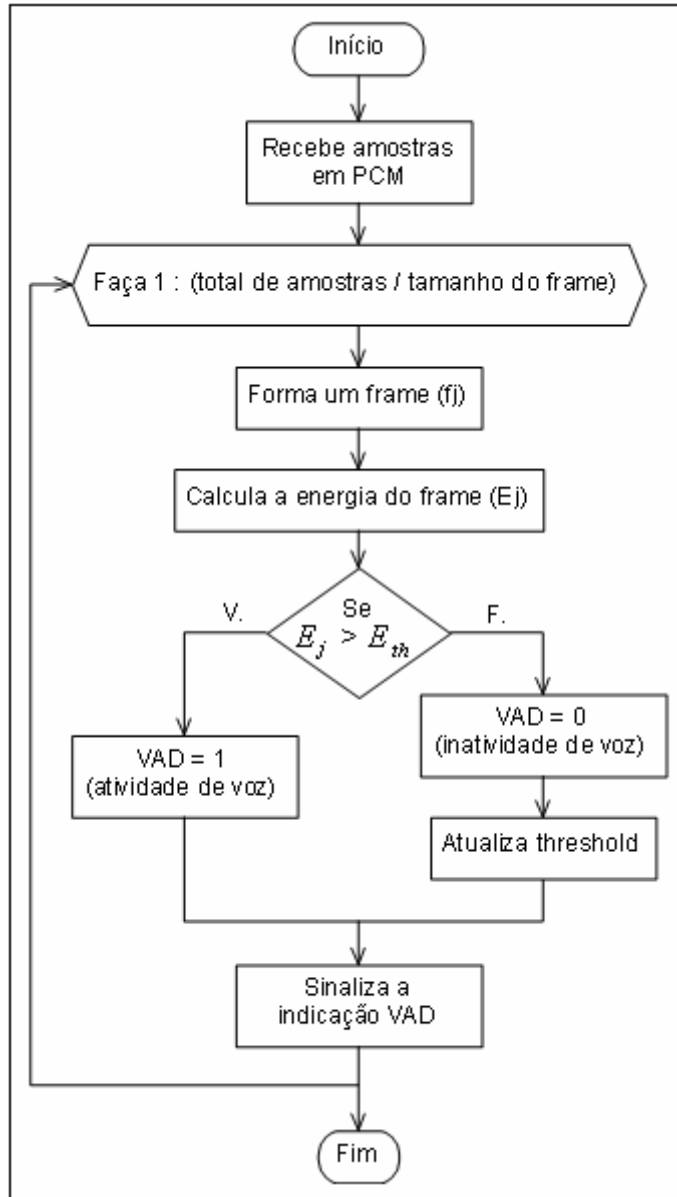 Início
Recebe amostras
em PCM
Faça 1 : (total de amostras / tamanho do frame)
Forma um frame (fj)
Calcula a energia do frame (Ej)
V.
Se
F.
E_j > E_th
VAD = 0
(inatividade de voz)
VAD = 1
(atividade de voz)
Atualiza threshold
Sinaliza a
indicação VAD
Fim